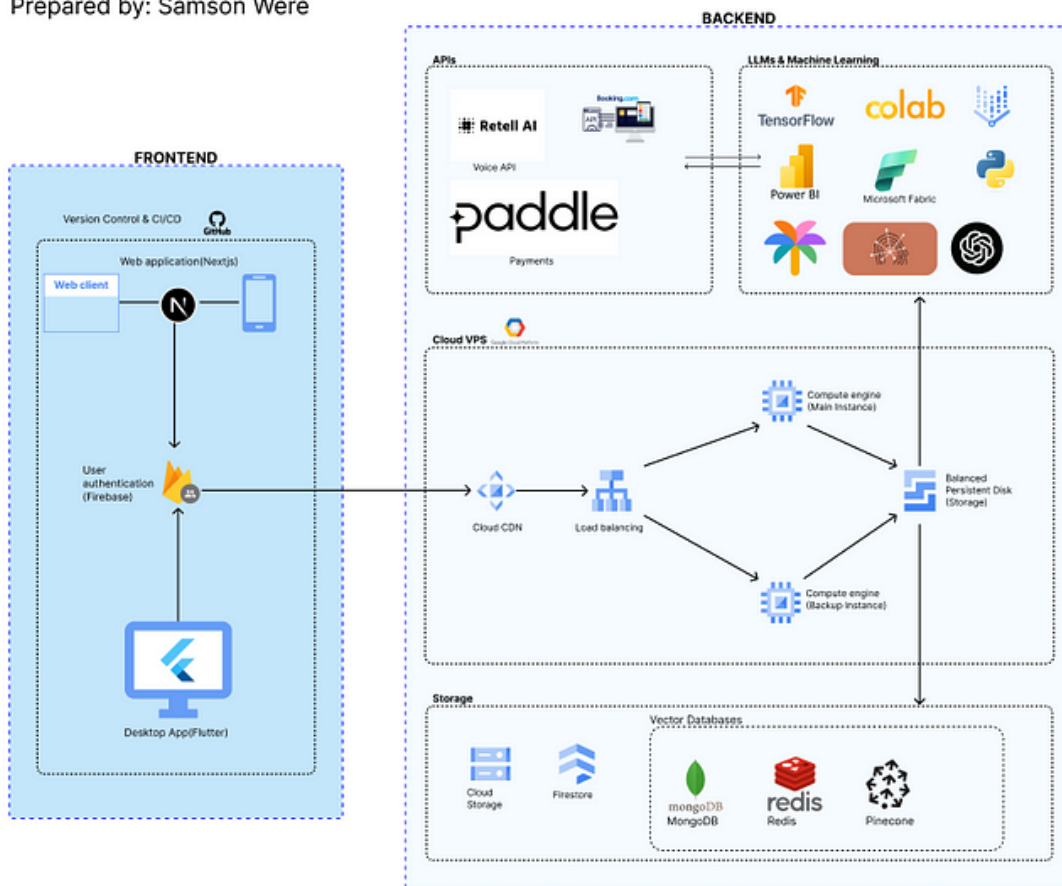 Prepared by: Samson Were
BACKEND
APIs
Retell AI
Voice API
Booking.com
API
paddle
Payments
LLMs & Machine Learning
TensorFlow
colab
Power BI
Microsoft Fabric
FRONTEND
Version Control & CI/CD
GitHub
Web application(Nextjs)
Web client
N
User
authentication
(Firebase)
Desktop App(Flutter)
Cloud VPS
Google Cloud Platform
Compute engine
(Main Instance)
Cloud CDN
Load balancing
Balanced
Persistent Disk
(Storage)
Compute engine
(Backup Instance)
Storage
Cloud
Storage
Firestore
Vector Databases
mongoDB
MongoDB
redis
Redis
Pinecone